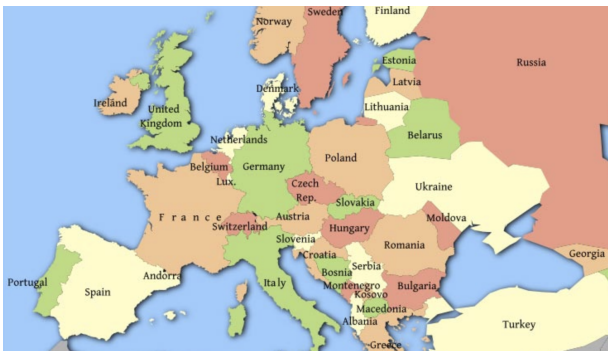 Norway
Sweden
Finland
Russia
Estonia
Latvia
Lithuania
Denmark
Ireland
United
Kingdom
Belarus
Netherlands
Belgium
Lux.
Germany
Poland
Czech
Rep.
Slovakia
Ukraine
France
Switzerland
Austria
Hungary
Moldova
Slovenia
Croatia
Romania
Georgia
Portugal
Spain
Andorra
Italy
Bosnia
Serbia
Montenegro
Kosovo
Bulgaria
Macedonia
Albania
Greece
Turkey